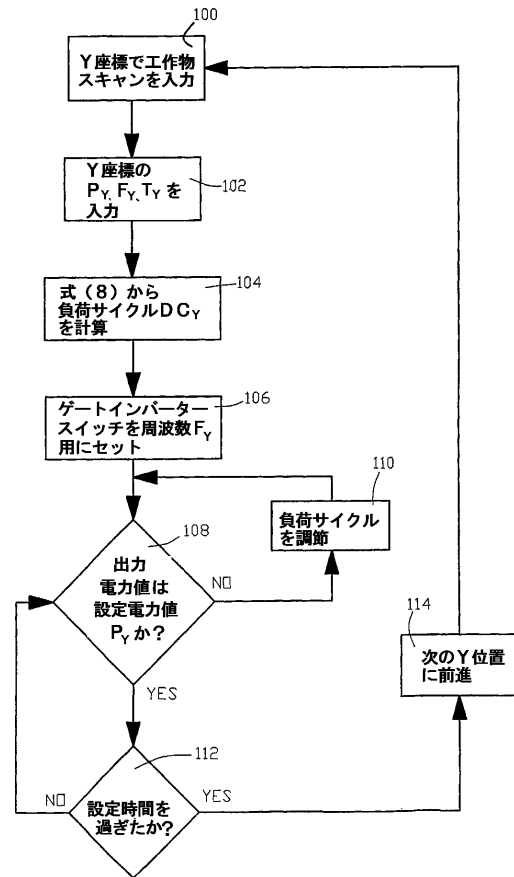 100
Y座標で工作物
スキャンを入力
Y座標の
PY、FY、TYを
入力
102
式（8）から
負荷サイクルDCY
を計算
104
ゲートインバーター
スイッチを周波数FY
用にセット
106
108
出力
電力値は
設定電力値
PYか？
NO
110
負荷サイクル
を調節
YES
112
設定時間を
過ぎたか？
NO
YES
114
次のY位置
に前進